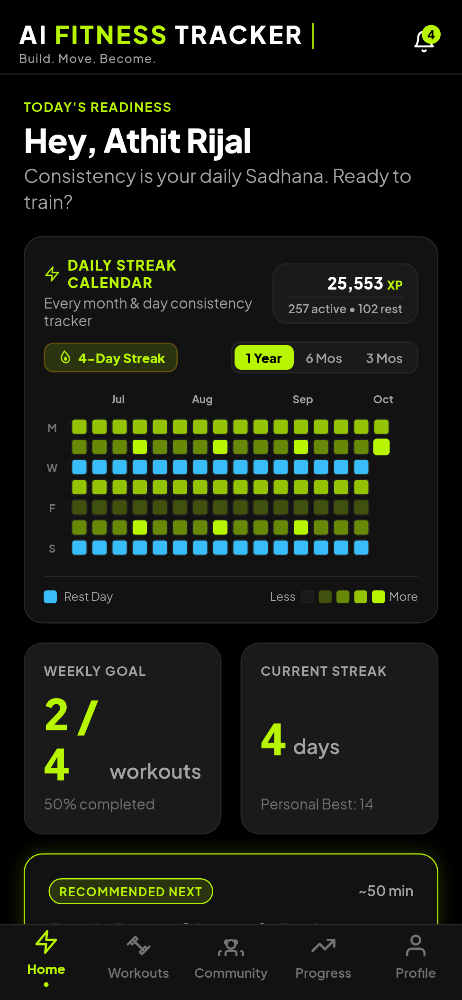 AI FITNESS TRACKER
4
Build. Move. Become.
TODAY'S READINESS
Hey, Athit Rijal
Consistency is your daily Sadhana. Ready to
train?
DAILY STREAK
CALENDAR
Every month & day consistency
tracker
25,553 XP
257 active • 102 rest
4-Day Streak
1 Year 6 Mos 3 Mos
Jul Aug Sep Oct
M
W
F
S
Rest Day
Less More
WEEKLY GOAL
2 /
4 workouts
50% completed
CURRENT STREAK
4 days
Personal Best: 14
RECOMMENDED NEXT
~50 min
Home Workouts Community Progress Profile